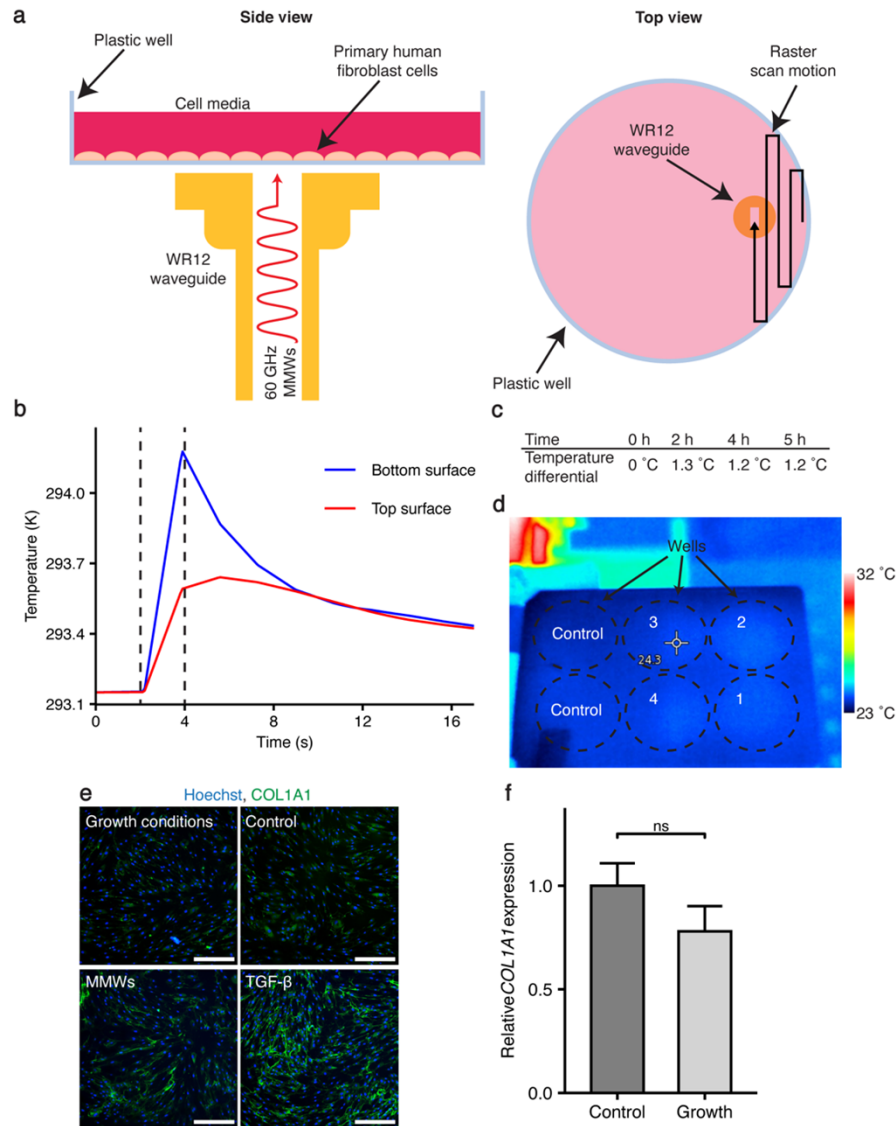 a
Side view
Top view
Plastic well
Primary human
fibroblast cells
Cell media
WR12
waveguide
60 GHz
MMWs
Raster
scan motion
WR12
waveguide
Plastic well
b
Temperature (K)
294.0
293.7
293.4
293.1
0
4
8
12
16
Time (s)
Bottom surface
Top surface
c
Time 0 h 2 h 4 h 5 h
Temperature 0 °C 1.3 °C 1.2 °C 1.2 °C
differential
d
Wells
Control
3
2
24.3
Control
4
1
32 °C
23 °C
e
Hoechst, COL1A1
Growth conditions
Control
MMWs
TGF-β
f
Relative COL1A1 expression
ns
1.0
0.5
0.0
Control
Growth